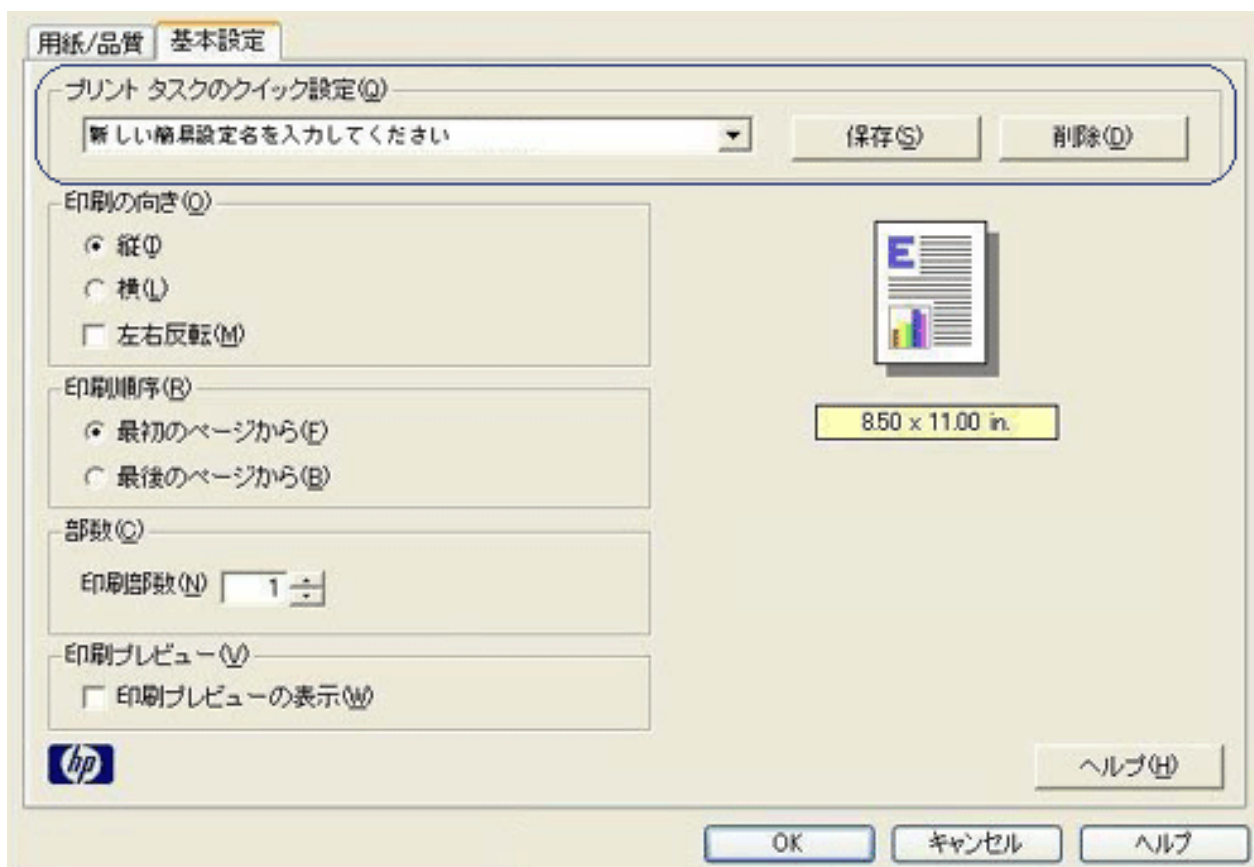 用紙/品質 基本設定
プリント タスクのクイック設定(Q)
新しい簡易設定名を入力してください 保存(S) 削除(D)
印刷の向き(O)
縦(I)
横(L)
左右反転(M)
E
印刷順序(R)
最初のページから(F)
最後のページから(B)
8.50 x 11.00 in.
部数(C)
印刷部数(N) 1
印刷プレビュー(V)
印刷プレビューの表示(W)
hp
ヘルプ(H)
OK キャンセル ヘルプ